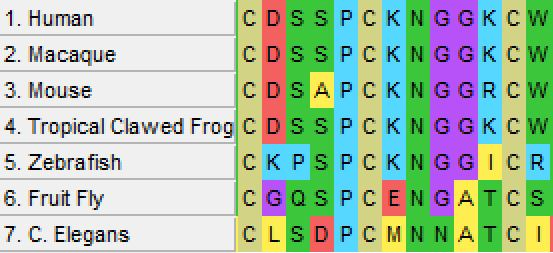 1. Human C D S S P C K N G G K C W
2. Macaque C D S S P C K N G G K C W
3. Mouse C D S A P C K N G G R C W
4. Tropical Clawed Frog C D S S P C K N G G K C W
5. Zebrafish C K P S P C K N G G I C R
6. Fruit Fly C G Q S P C E N G A T C S
7. C. Elegans C L S D P C M N N A T C I